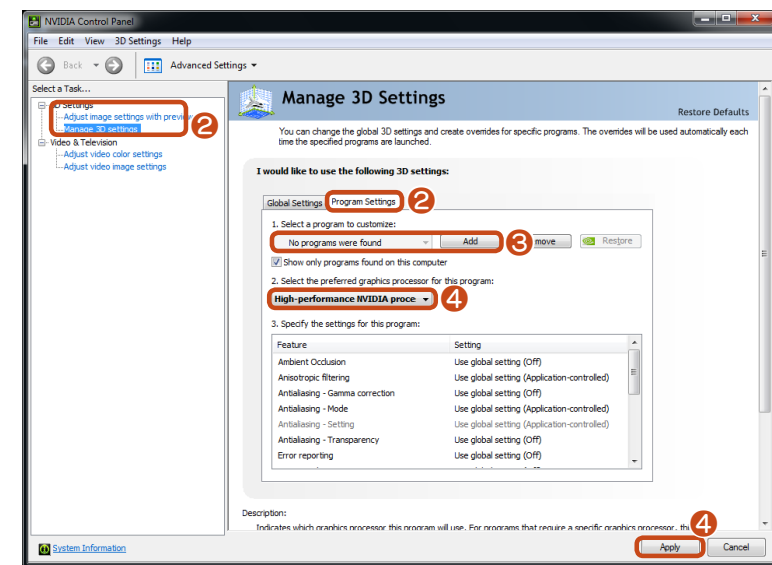 NVIDIA Control Panel
File Edit View 3D Settings Help
Back Advanced Settings
Select a Task...
3D Settings
Adjust image settings with preview
Manage 3D settings
2
Video & Television
Adjust video color settings
Adjust video image settings
Manage 3D Settings
Restore Defaults
You can change the global 3D settings and create overrides for specific programs. The overrides will be used automatically each
time the specified programs are launched.
I would like to use the following 3D settings:
Global Settings Program Settings 2
1. Select a program to customize:
No programs were found Add 3 move Restore
Show only programs found on this computer
2. Select the preferred graphics processor for this program:
High-performance NVIDIA proce 4
3. Specify the settings for this program:
Feature Setting
Ambient Occlusion Use global setting (Off)
Anisotropic filtering Use global setting (Application-controlled)
Antialiasing - Gamma correction Use global setting (Off)
Antialiasing - Mode Use global setting (Application-controlled)
Antialiasing - Setting Use global setting (Application-controlled)
Antialiasing - Transparency Use global setting (Off)
Error reporting Use global setting (Off)
Description:
Indicates which graphics processor this program will use. For programs that require a specific graphics processor,
4
System Information
Apply Cancel